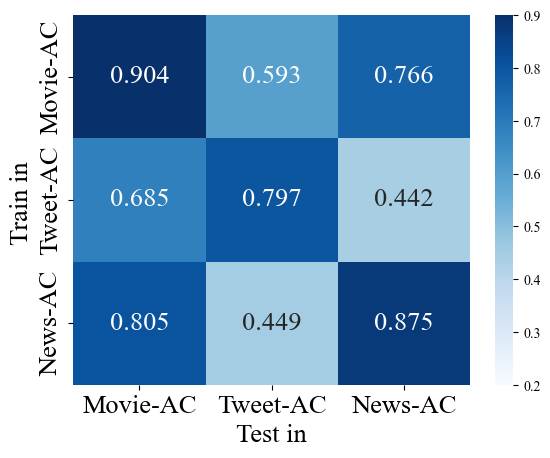 Train in
Movie-AC
Tweet-AC
News-AC
0.904 0.593 0.766
0.685 0.797 0.442
0.805 0.449 0.875
Movie-AC Tweet-AC News-AC
Test in
0.9
0.8
0.7
0.6
0.5
0.4
0.3
0.2